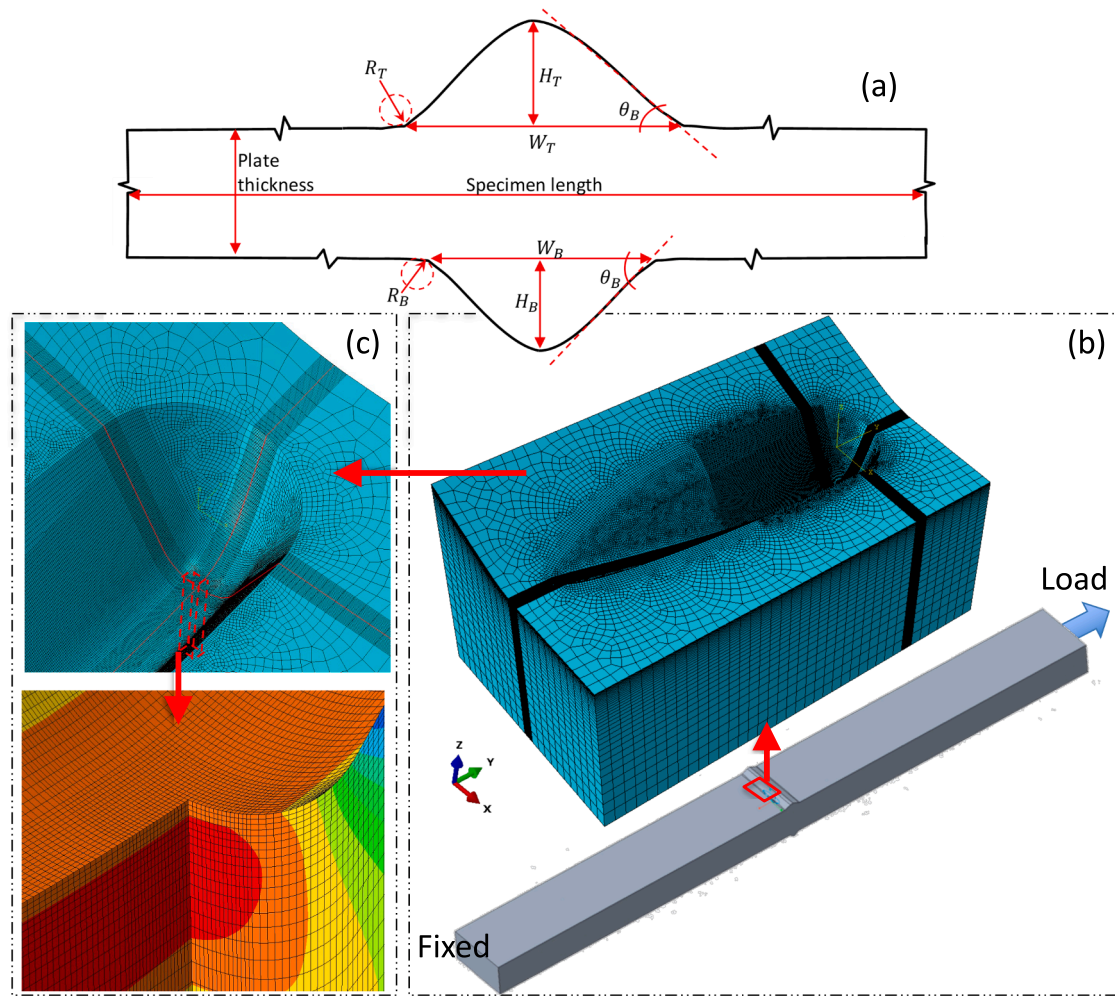 (a)
R_T
H_T
θ_B
W_T
Plate
thickness
Specimen length
W_B
θ_B
R_B
H_B
(c)
(b)
Load
Z
Y
X
Fixed